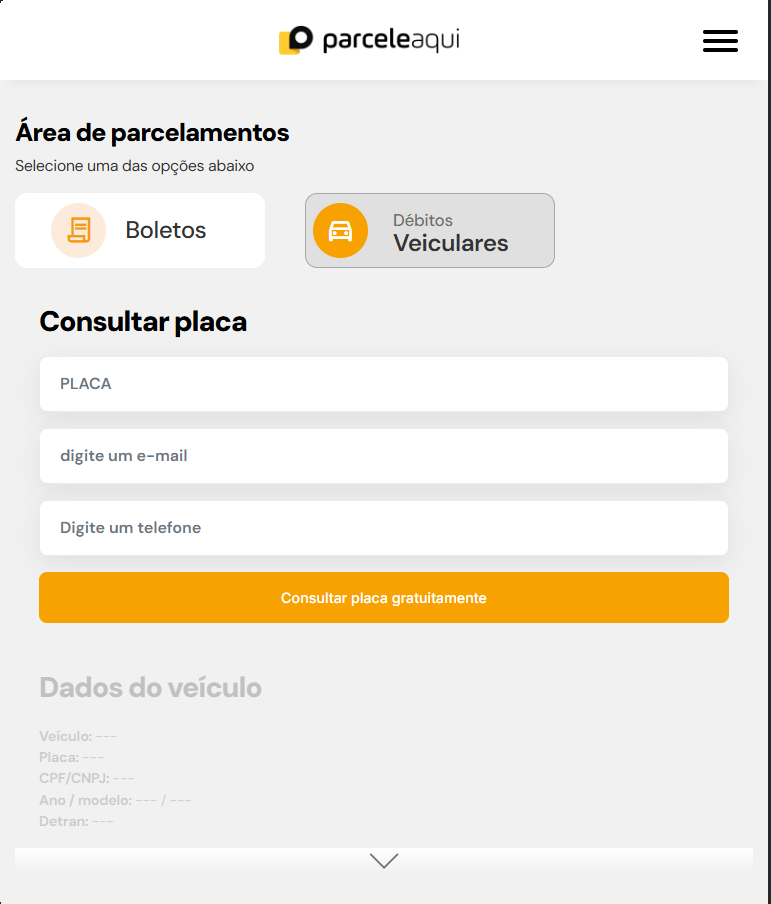 parceleaqui
Área de parcelamentos
Selecione uma das opções abaixo
Boletos
Débitos
Veiculares
Consultar placa
PLACA
digite um e-mail
Digite um telefone
Consultar placa gratuitamente
Dados do veículo
Veículo: ---
Placa: ---
CPF/CNPJ: ---
Ano / modelo: --- / ---
Detran: ---